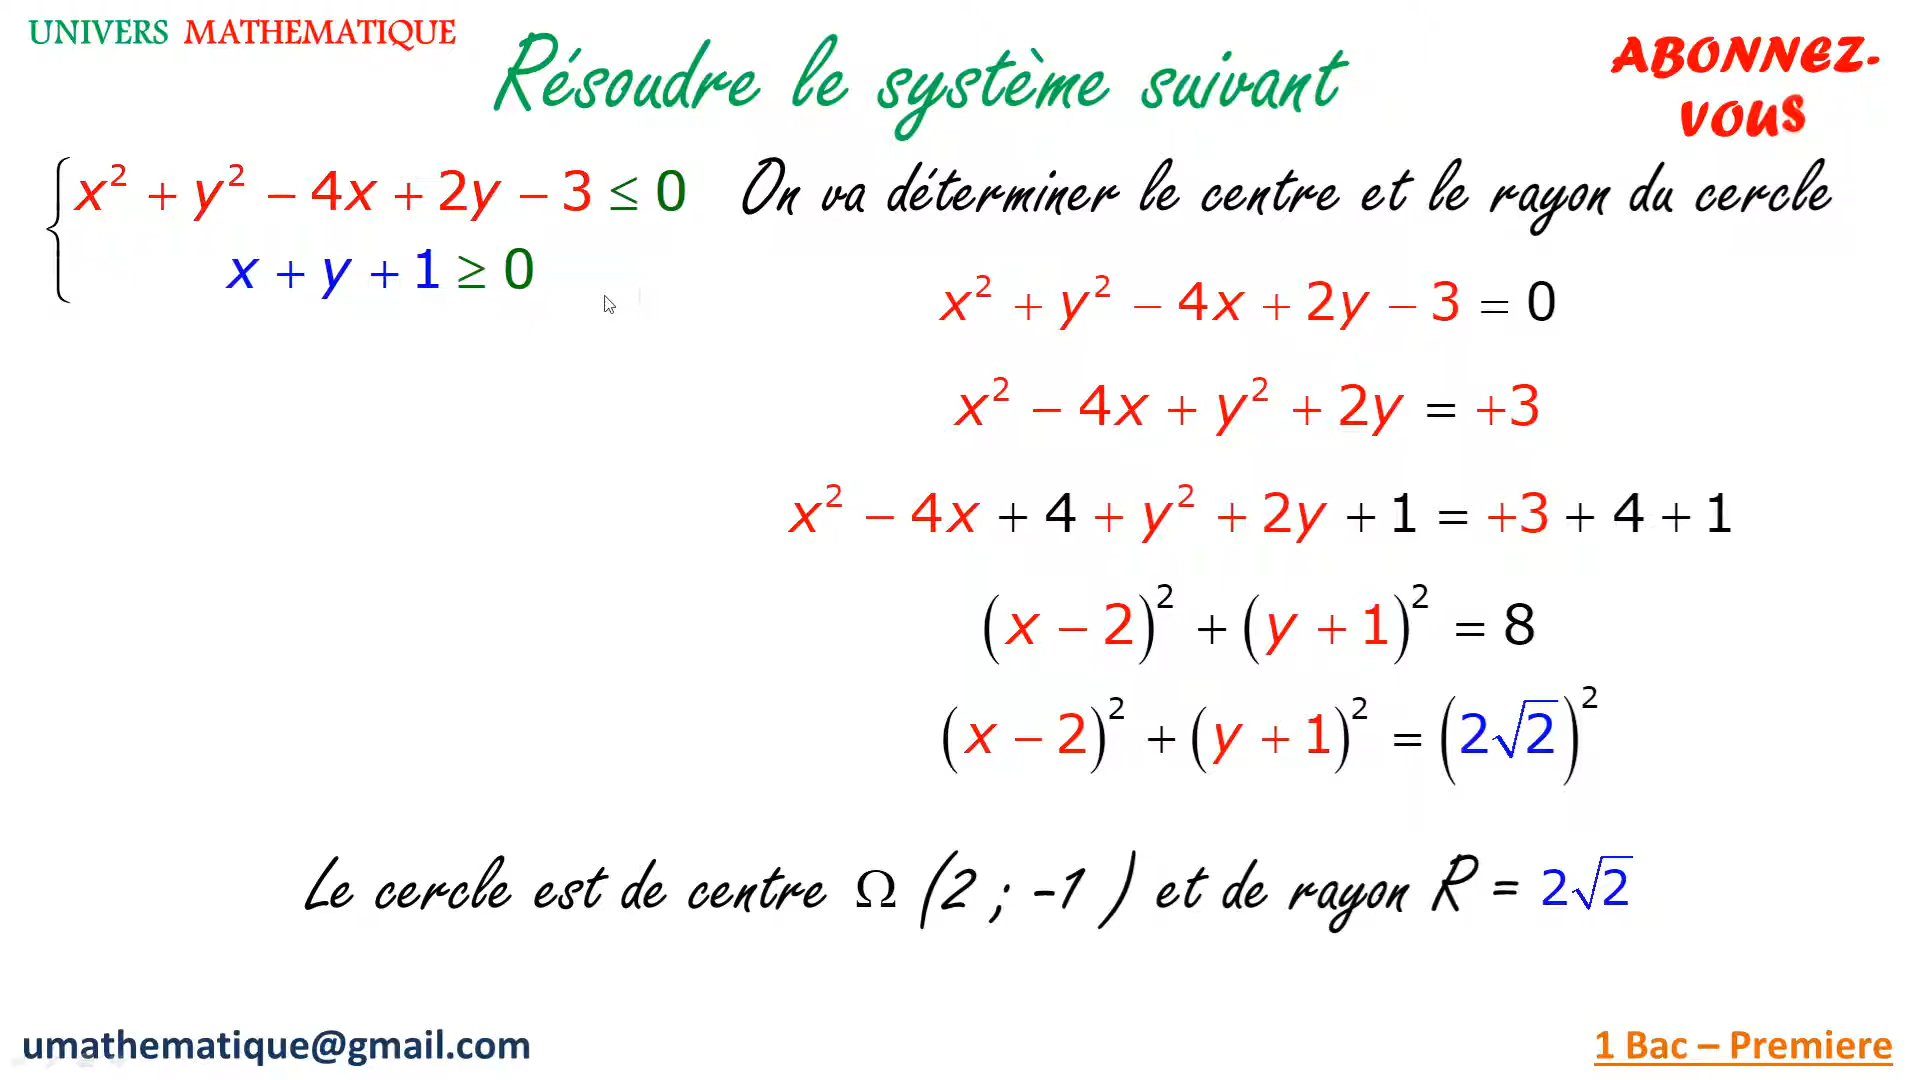 UNIVERS MATHEMATIQUE
Résoudre le système suivant
ABONNEZ-
VOUS
x² + y² − 4x + 2y − 3 ≤ 0
x + y + 1 ≥ 0
On va déterminer le centre et le rayon du cercle
x² + y² − 4x + 2y − 3 = 0
x² − 4x + y² + 2y = +3
x² − 4x + 4 + y² + 2y + 1 = +3 + 4 + 1
(x − 2)² + (y + 1)² = 8
(x − 2)² + (y + 1)² = (2√2)²
Le cercle est de centre Ω (2 ; -1 ) et de rayon R = 2√2
umathematique@gmail.com
1 Bac – Premiere